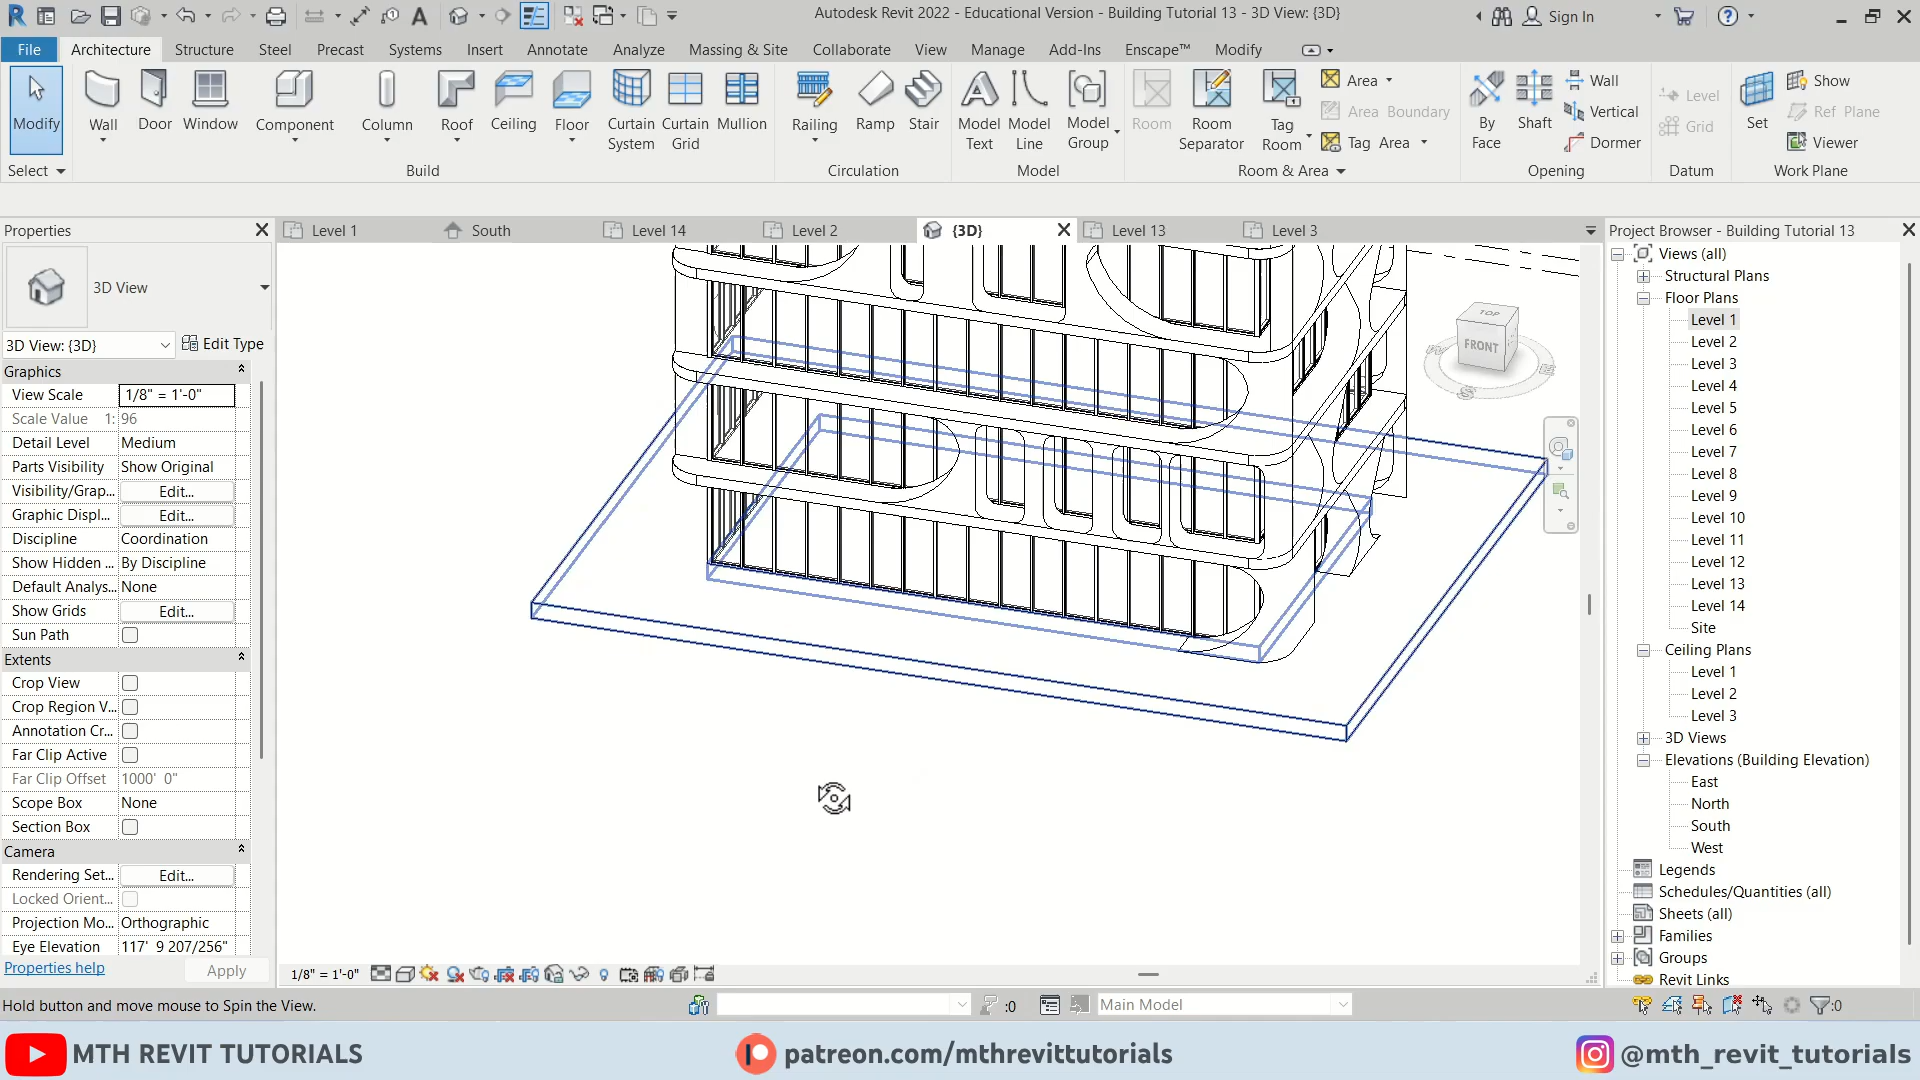 Autodesk Revit 2022 - Educational Version - Building Tutorial 13 - 3D View: {3D}
Sign In
File Architecture Structure Steel Precast Systems Insert Annotate Analyze Massing & Site Collaborate View Manage Add-Ins Enscape™ Modify
Modify
Wall
Door
Window
Component
Column
Roof
Ceiling
Floor
Curtain System
Curtain Grid
Mullion
Railing
Ramp
Stair
Model Text
Model Line
Model Group
Room
Room Separator
Tag Room
Area
Area Boundary
Tag Area
By Face
Shaft
Wall
Vertical
Dormer
Level
Grid
Set
Show
Ref Plane
Viewer
Select
Build
Circulation
Model
Room & Area
Opening
Datum
Work Plane
Properties
Level 1
South
Level 14
Level 2
{3D}
Level 13
Level 3
Project Browser - Building Tutorial 13
3D View
3D View: {3D}
Edit Type
Graphics
View Scale 1/8" = 1'-0"
Scale Value 1: 96
Detail Level Medium
Parts Visibility Show Original
Visibility/Grap... Edit...
Graphic Displ... Edit...
Discipline Coordination
Show Hidden ... By Discipline
Default Analys... None
Show Grids Edit...
Sun Path
Extents
Crop View
Crop Region V...
Annotation Cr...
Far Clip Active
Far Clip Offset 1000' 0"
Scope Box None
Section Box
Camera
Rendering Set... Edit...
Locked Orient...
Projection Mo... Orthographic
Eye Elevation 117' 9 207/256"
Properties help
Apply
TOP
FRONT
W
S
E
Views (all)
Structural Plans
Floor Plans
Level 1
Level 2
Level 3
Level 4
Level 5
Level 6
Level 7
Level 8
Level 9
Level 10
Level 11
Level 12
Level 13
Level 14
Site
Ceiling Plans
Level 1
Level 2
Level 3
3D Views
Elevations (Building Elevation)
East
North
South
West
Legends
Schedules/Quantities (all)
Sheets (all)
Families
Groups
Revit Links
1/8" = 1'-0"
Hold button and move mouse to Spin the View.
:0
Main Model
:0
MTH REVIT TUTORIALS
patreon.com/mthrevittutorials
@mth_revit_tutorials